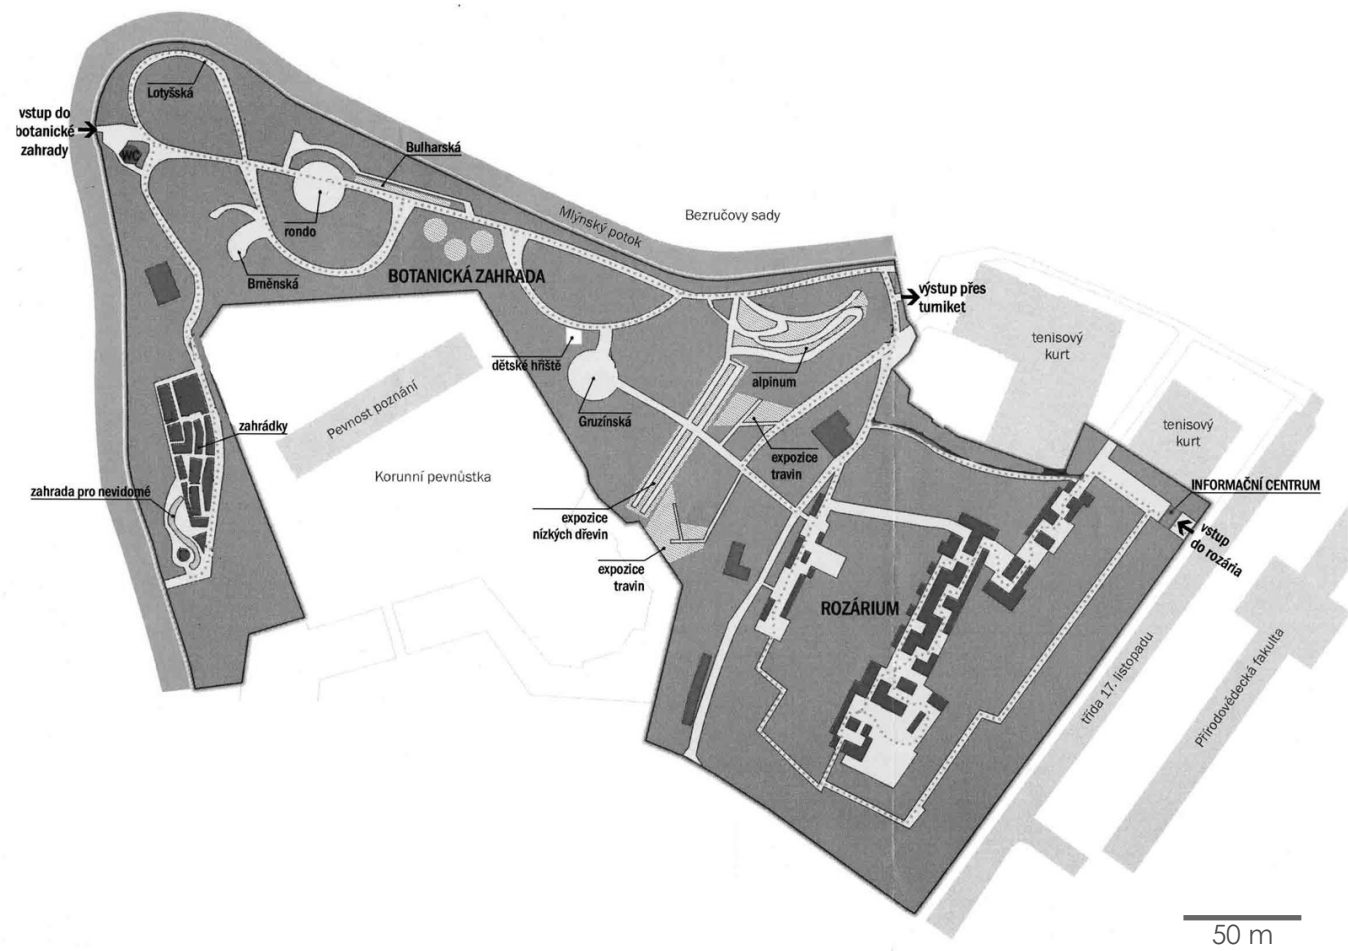 Lotyšská
vstup do
botanické
zahrady
WC
Bulharská
rondo
Brněnská
BOTANICKÁ ZAHRADA
Mlýnský potok
Bezručovy sady
výstup přes
turniket
tenisový
kurt
tenisový
kurt
dětské hřiště
alpinum
Gruzínská
Pevnost poznání
Korunní pevnůstka
zahrádky
zahrada pro nevidomé
expozice
travin
expozice
nízkých dřevin
expozice
travin
INFORMAČNÍ CENTRUM
vstup
do rozária
ROZÁRIUM
třída 17. listopadu
Přírodovědecká fakulta
50 m